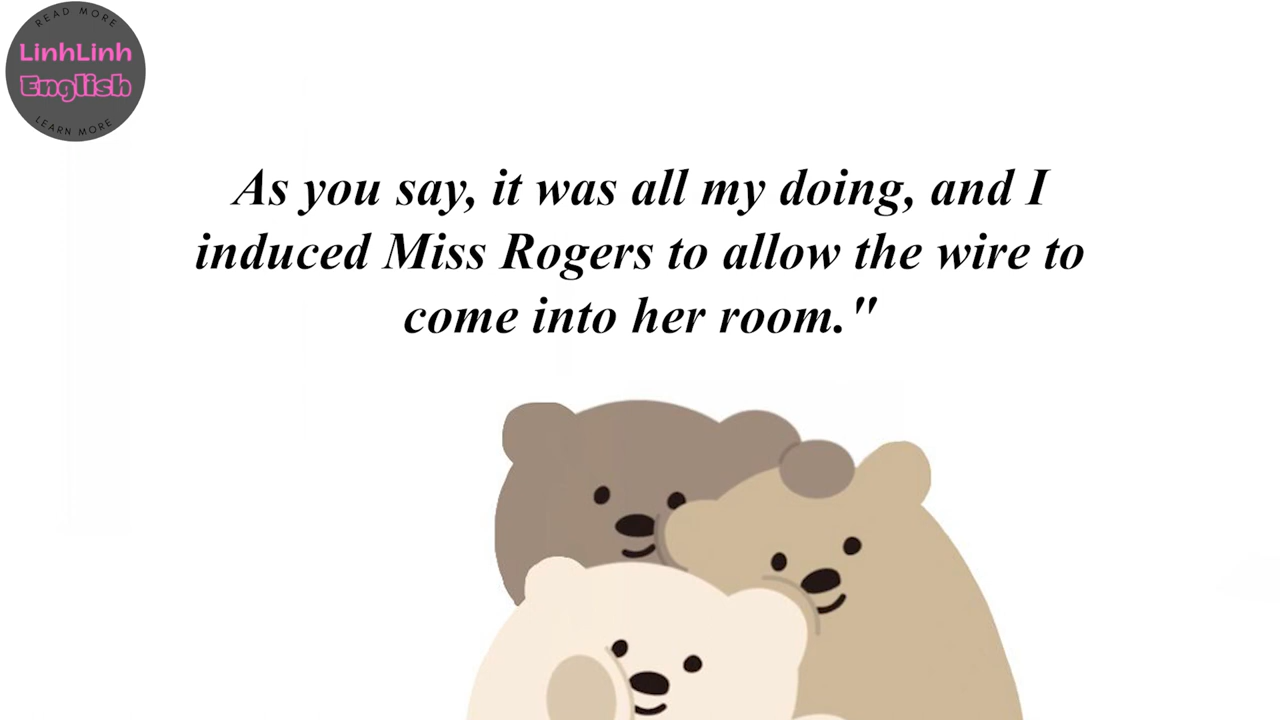 READ MORE
LinhLinh
English
LEARN MORE
As you say, it was all my doing, and I
induced Miss Rogers to allow the wire to
come into her room."